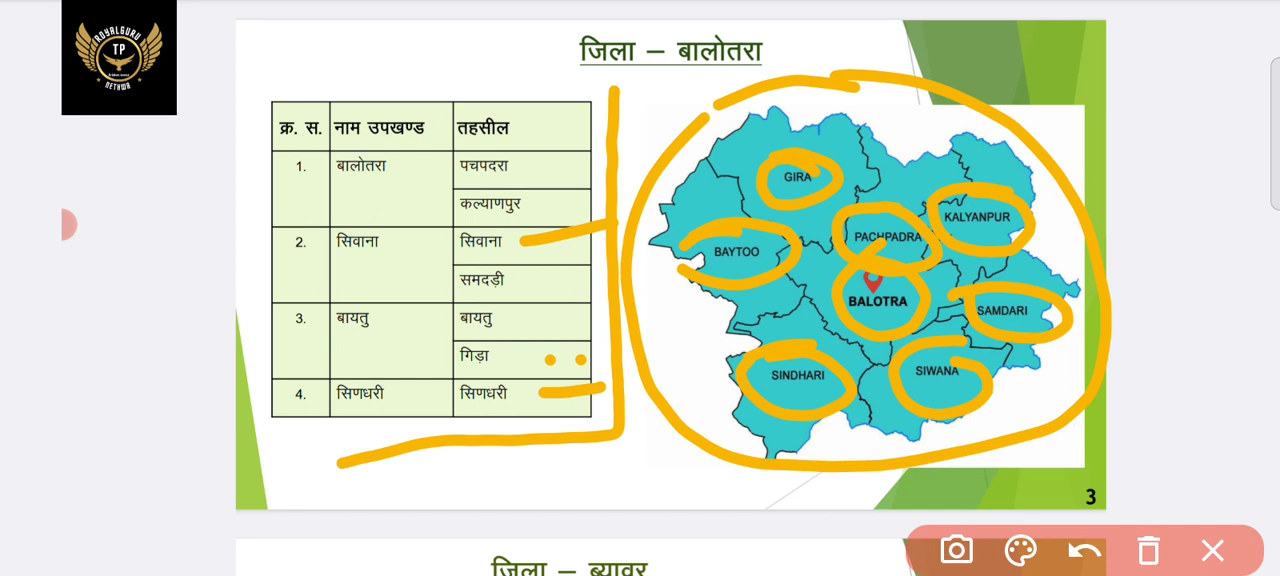 ROYALGURU
TP
NETHWA
जिला – बालोतरा
क्र. स. नाम उपखण्ड तहसील
1. बालोतरा पचपदरा
कल्याणपुर
2. सिवाना सिवाना
समदड़ी
3. बायतु बायतु
गिड़ा
4. सिणधरी सिणधरी
GIRA
KALYANPUR
PACHPADRA
BAYTOO
BALOTRA
SAMDARI
SINDHARI
SIWANA
3
जिला – ब्यावर